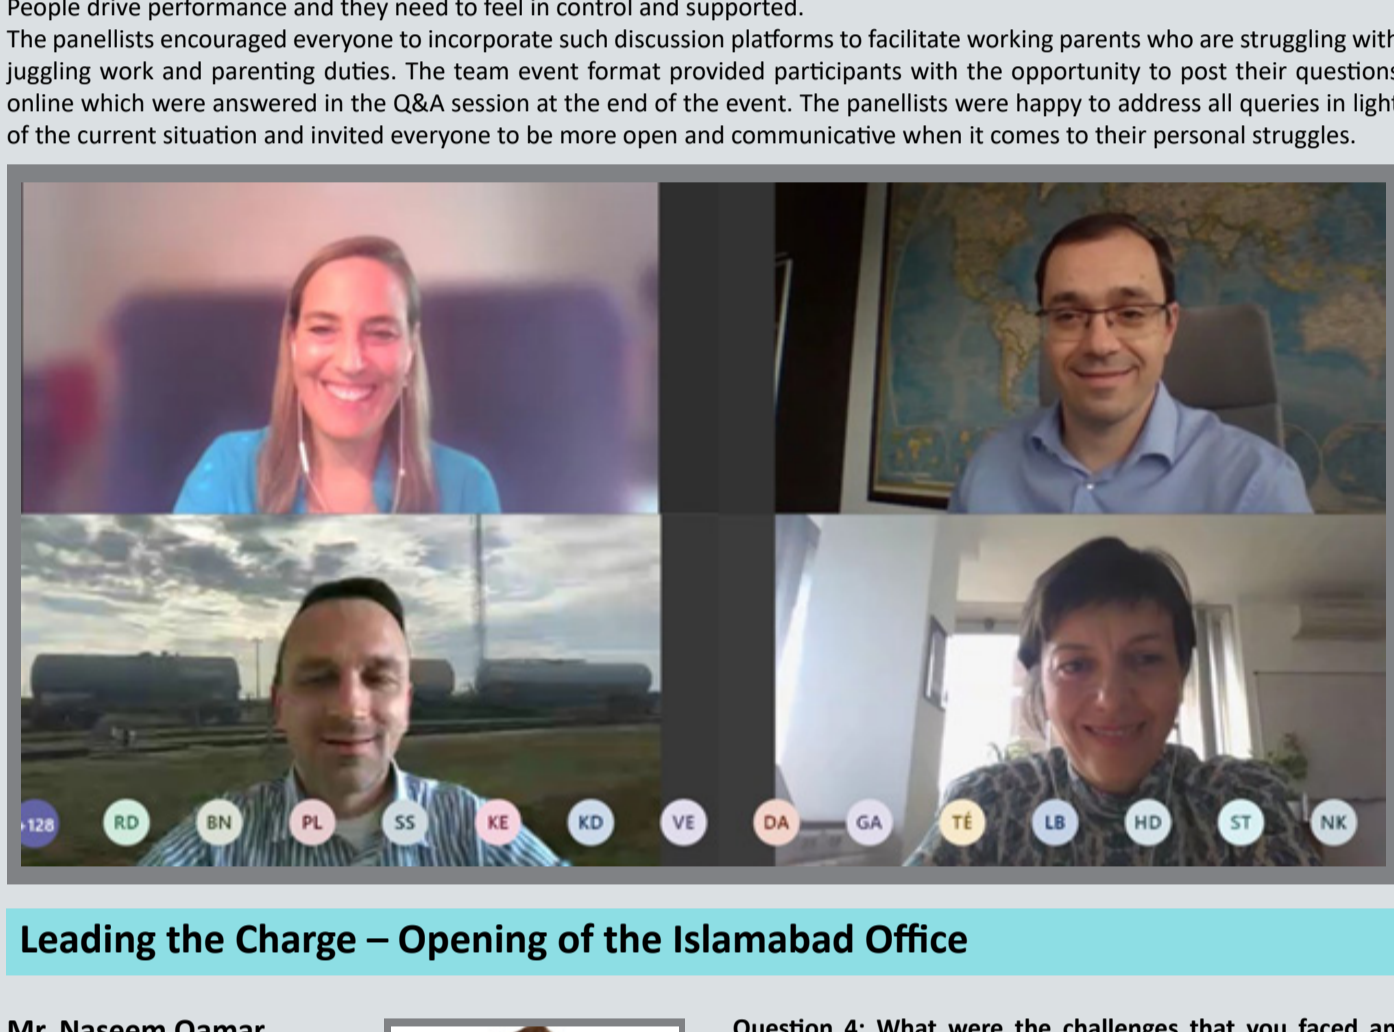 People drive performance and they need to feel in control and supported.
The panellists encouraged everyone to incorporate such discussion platforms to facilitate working parents who are struggling with
juggling work and parenting duties. The team event format provided participants with the opportunity to post their questions
online which were answered in the Q&A session at the end of the event. The panellists were happy to address all queries in light
of the current situation and invited everyone to be more open and communicative when it comes to their personal struggles.
+128 RD BN PL SS KE KD VE DA GA TÉ LB HD ST NK
Leading the Charge – Opening of the Islamabad Office
Mr. Naseem Qamar
Question 4: What were the challenges that you faced an